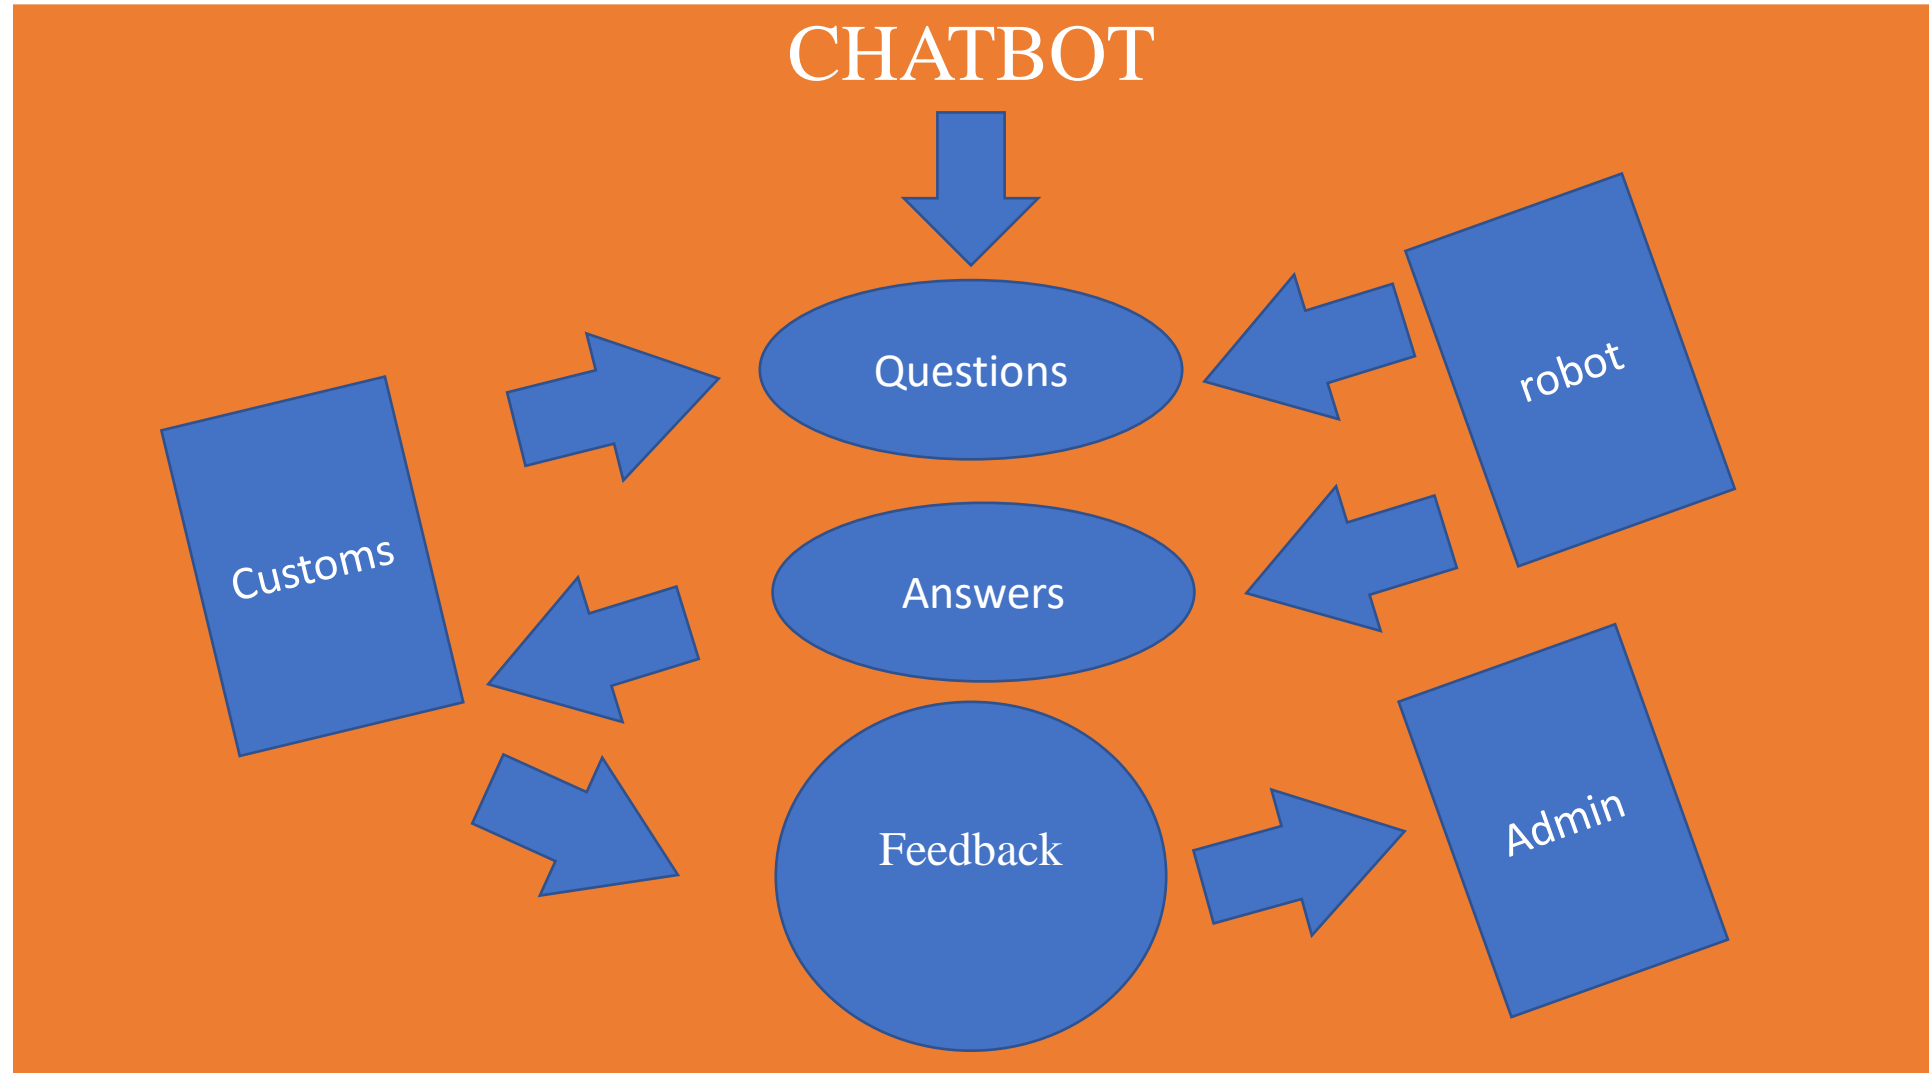 CHATBOT
Questions
robot
Customs
Answers
Feedback
Admin